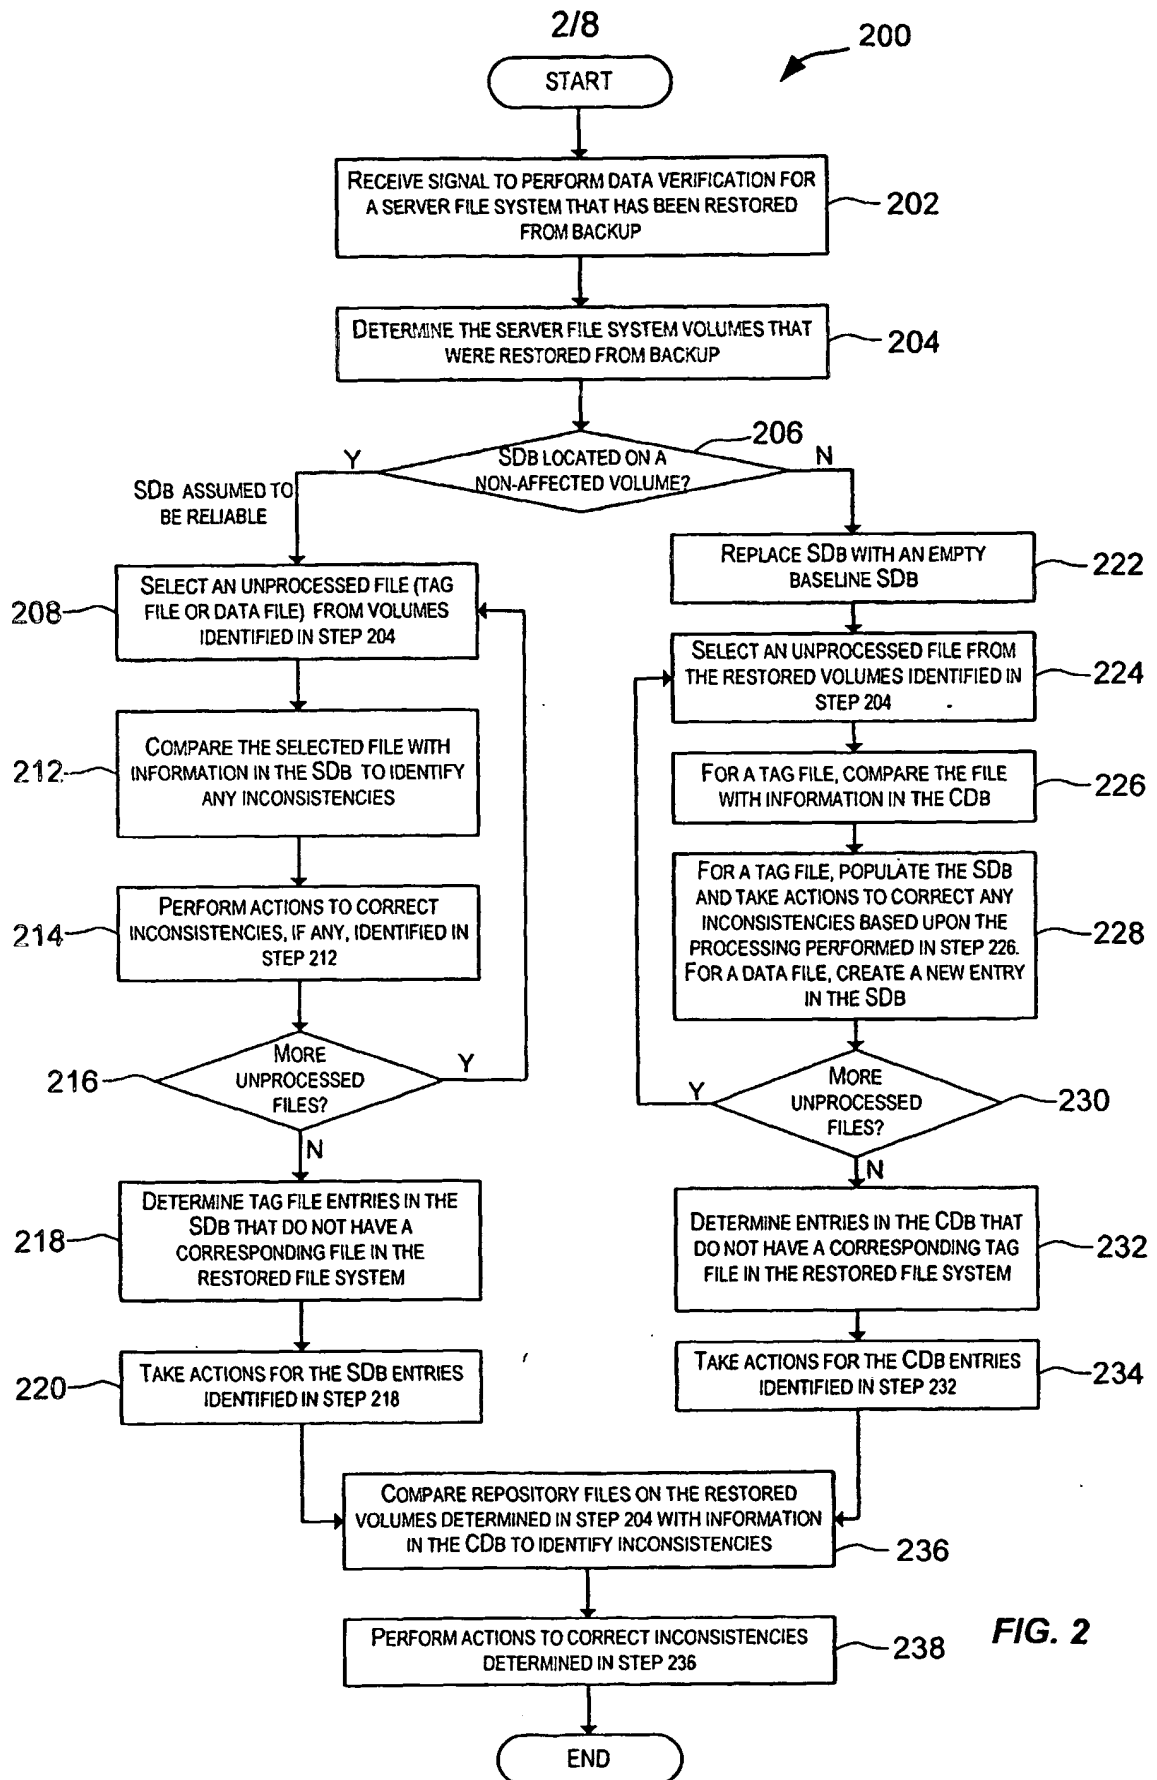 2/8
200
START
RECEIVE SIGNAL TO PERFORM DATA VERIFICATION FOR
A SERVER FILE SYSTEM THAT HAS BEEN RESTORED
FROM BACKUP
202
DETERMINE THE SERVER FILE SYSTEM VOLUMES THAT
WERE RESTORED FROM BACKUP
204
206
SDB LOCATED ON A
NON-AFFECTED VOLUME?
Y
N
SDB ASSUMED TO
BE RELIABLE
SELECT AN UNPROCESSED FILE (TAG
FILE OR DATA FILE) FROM VOLUMES
IDENTIFIED IN STEP 204
208
COMPARE THE SELECTED FILE WITH
INFORMATION IN THE SDB TO IDENTIFY
ANY INCONSISTENCIES
212
PERFORM ACTIONS TO CORRECT
INCONSISTENCIES, IF ANY, IDENTIFIED IN
STEP 212
214
MORE
UNPROCESSED
FILES?
216
Y
N
DETERMINE TAG FILE ENTRIES IN THE
SDB THAT DO NOT HAVE A
CORRESPONDING FILE IN THE
RESTORED FILE SYSTEM
218
TAKE ACTIONS FOR THE SDB ENTRIES
IDENTIFIED IN STEP 218
220
REPLACE SDB WITH AN EMPTY
BASELINE SDB
222
SELECT AN UNPROCESSED FILE FROM
THE RESTORED VOLUMES IDENTIFIED IN
STEP 204
224
FOR A TAG FILE, COMPARE THE FILE
WITH INFORMATION IN THE CDB
226
FOR A TAG FILE, POPULATE THE SDB
AND TAKE ACTIONS TO CORRECT ANY
INCONSISTENCIES BASED UPON THE
PROCESSING PERFORMED IN STEP 226.
FOR A DATA FILE, CREATE A NEW ENTRY
IN THE SDB
228
MORE
UNPROCESSED
FILES?
230
Y
N
DETERMINE ENTRIES IN THE CDB THAT
DO NOT HAVE A CORRESPONDING TAG
FILE IN THE RESTORED FILE SYSTEM
232
TAKE ACTIONS FOR THE CDB ENTRIES
IDENTIFIED IN STEP 232
234
COMPARE REPOSITORY FILES ON THE RESTORED
VOLUMES DETERMINED IN STEP 204 WITH INFORMATION
IN THE CDB TO IDENTIFY INCONSISTENCIES
236
PERFORM ACTIONS TO CORRECT INCONSISTENCIES
DETERMINED IN STEP 236
238
FIG. 2
END